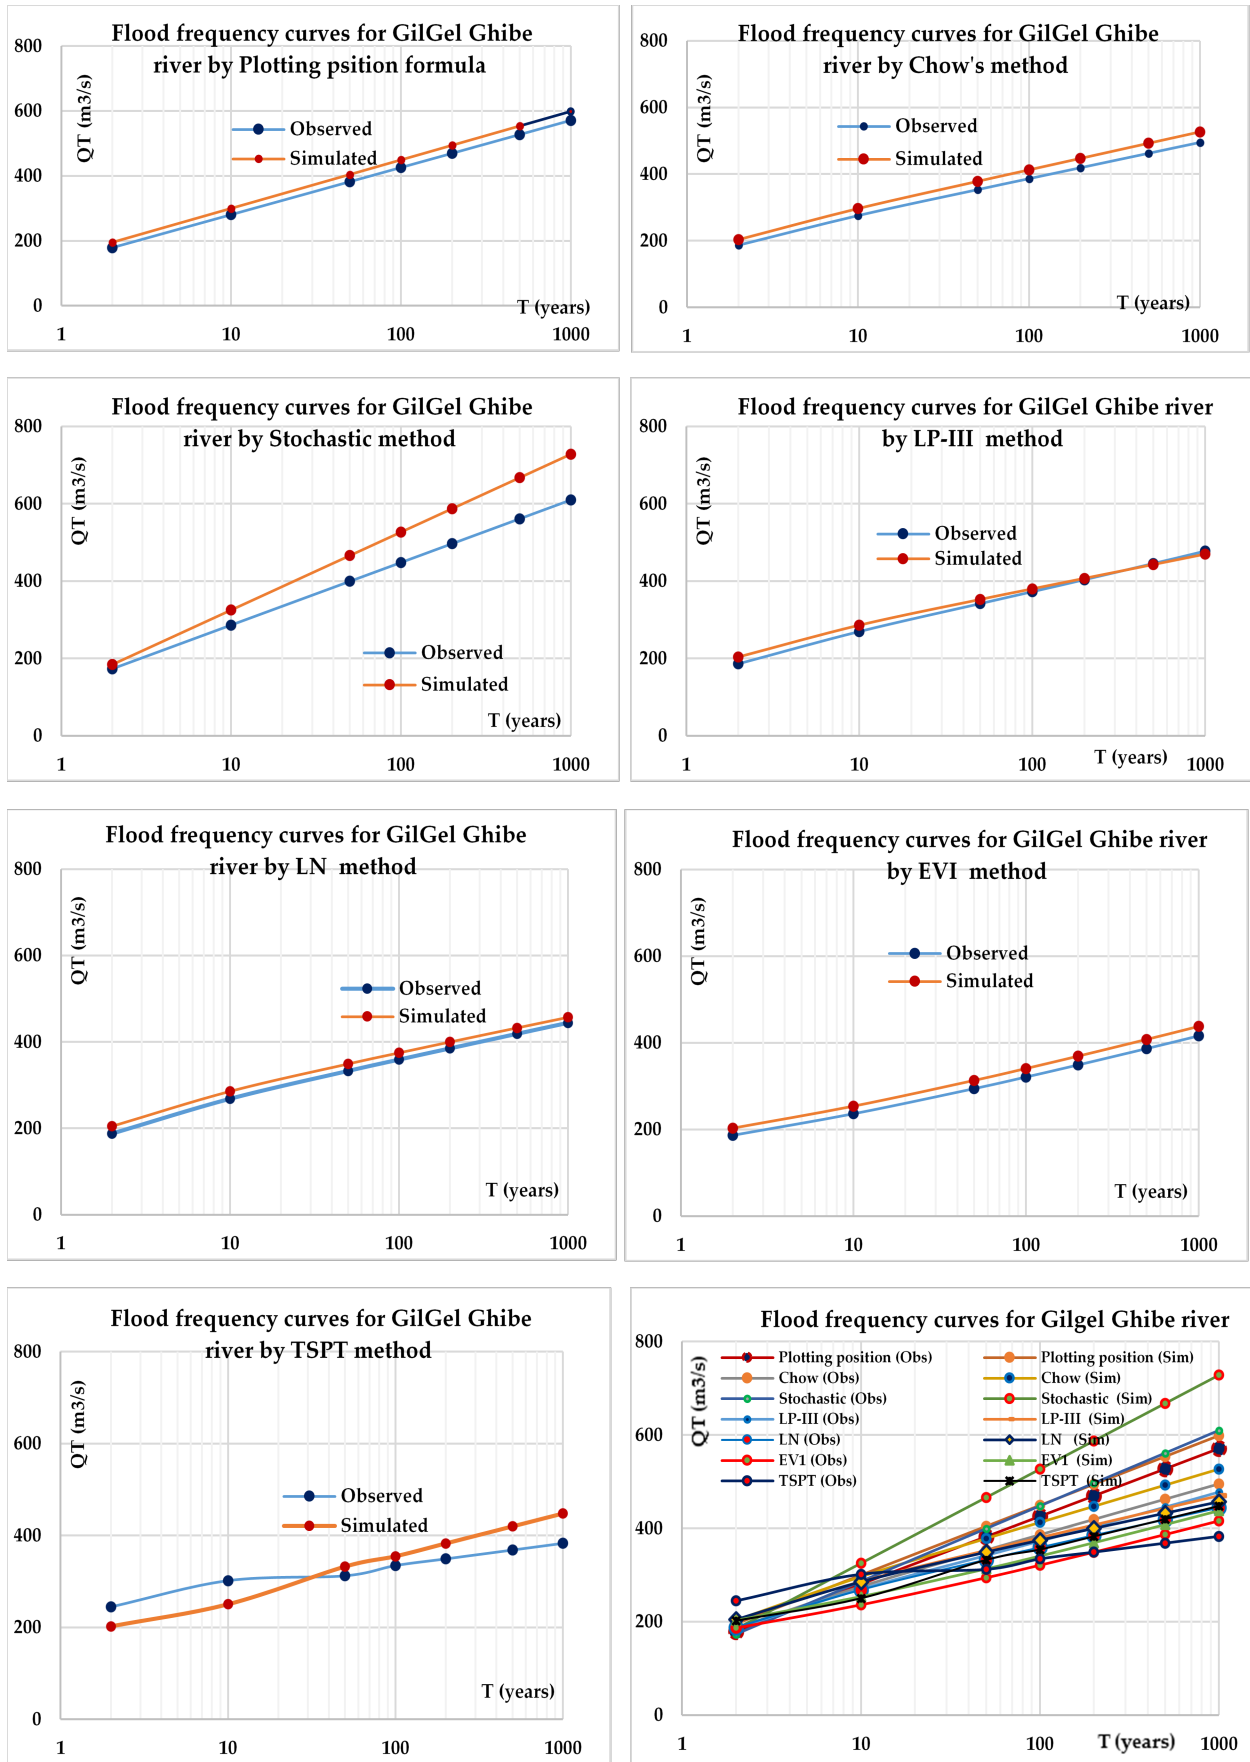 Flood frequency curves for GilGel Ghibe
river by Plotting psition formula
QT (m3/s)
800
600
400
200
0
Observed
Simulated
T (years)
1
10
100
1000
Flood frequency curves for GilGel Ghibe
river by Chow's method
QT (m3/s)
800
600
400
200
0
Observed
Simulated
T (years)
1
10
100
1000
Flood frequency curves for GilGel Ghibe
river by Stochastic method
QT (m3/s)
800
600
400
200
0
Observed
Simulated
T (years)
1
10
100
1000
Flood frequency curves for GilGel Ghibe river
by LP-III method
QT (m3/s)
800
600
400
200
0
Observed
Simulated
T (years)
1
10
100
1000
Flood frequency curves for GilGel Ghibe
river by LN method
QT (m3/s)
800
600
400
200
0
Observed
Simulated
T (years)
1
10
100
1000
Flood frequency curves for GilGel Ghibe river
by EVI method
QT (m3/s)
800
600
400
200
0
Observed
Simulated
T (years)
1
10
100
1000
Flood frequency curves for GilGel Ghibe
river by TSPT method
QT (m3/s)
800
600
400
200
0
Observed
Simulated
T (years)
1
10
100
1000
Flood frequency curves for Gilgel Ghibe river
QT (m3/s)
800
600
400
200
0
Plotting position (Obs)
Plotting position (Sim)
Chow (Obs)
Chow (Sim)
Stochastic (Obs)
Stochastic (Sim)
LP-III (Obs)
LP-III (Sim)
LN (Obs)
LN (Sim)
EV1 (Obs)
EV1 (Sim)
TSPT (Obs)
TSPT (Sim)
T (years)
1
10
100
1000